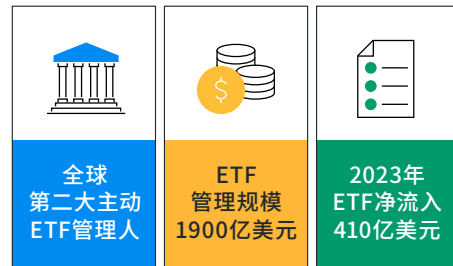 全球
第二大主动
ETF管理人
$
ETF
管理规模
1900亿美元
2023年
ETF净流入
410亿美元